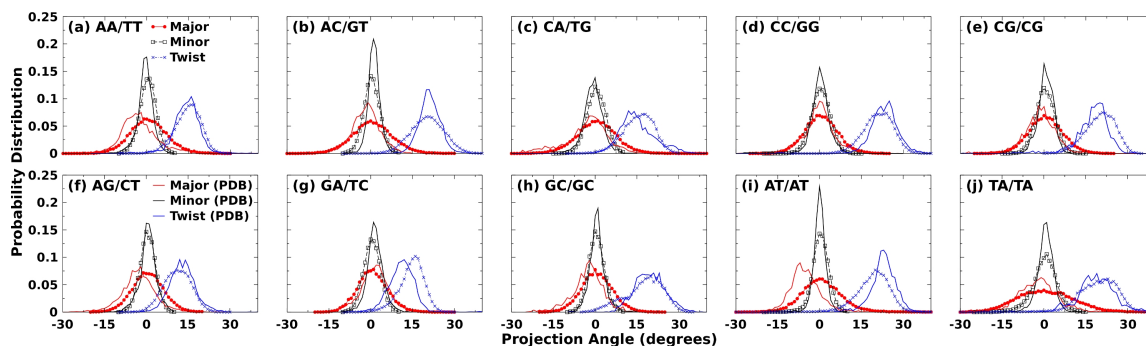 (a) AA/TT
Major
Minor
Twist
(b) AC/GT
(c) CA/TG
(d) CC/GG
(e) CG/CG
0.25
0.2
0.15
0.1
0.05
0
(f) AG/CT
Major (PDB)
Minor (PDB)
Twist (PDB)
(g) GA/TC
(h) GC/GC
(i) AT/AT
(j) TA/TA
0.25
0.2
0.15
0.1
0.05
0
-30 -15 0 15 30
-30 -15 0 15 30
-30 -15 0 15 30
-30 -15 0 15 30
-30 -15 0 15 30
Probability Distribution
Projection Angle (degrees)